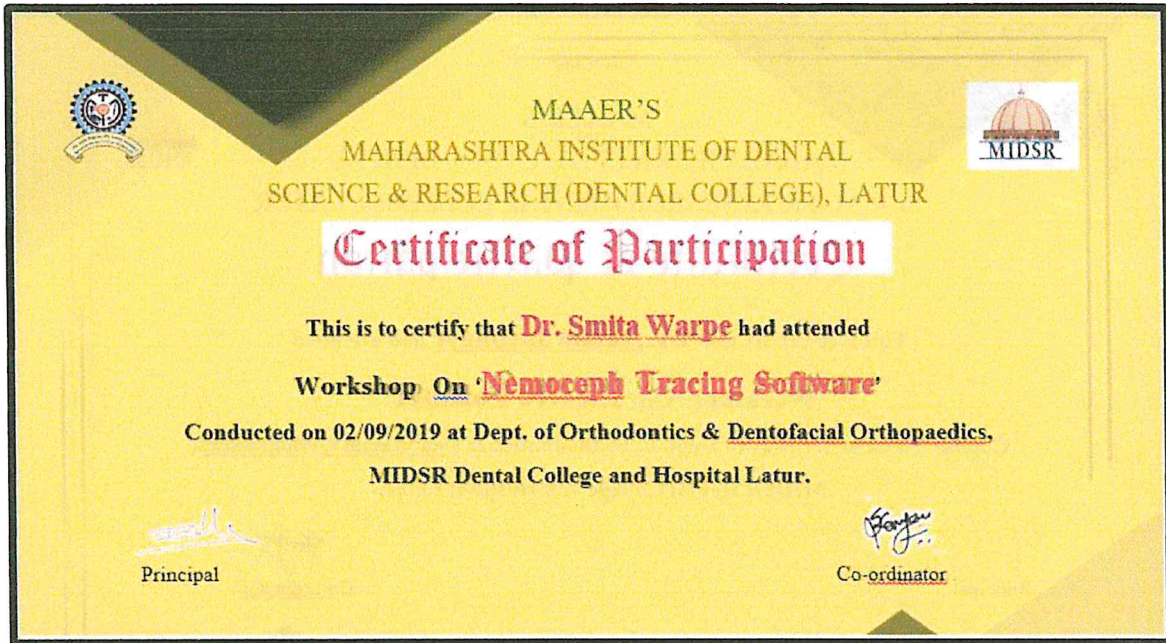 MAAER'S
MAHARASHTRA INSTITUTE OF DENTAL
MIDSR
SCIENCE & RESEARCH (DENTAL COLLEGE), LATUR
Certificate of Participation
This is to certify that Dr. Smita Warpe had attended
Workshop On 'Nemoceph Tracing Software'
Conducted on 02/09/2019 at Dept. of Orthodontics & Dentofacial Orthopaedics,
MIDSR Dental College and Hospital Latur.
Principal
Co-ordinator